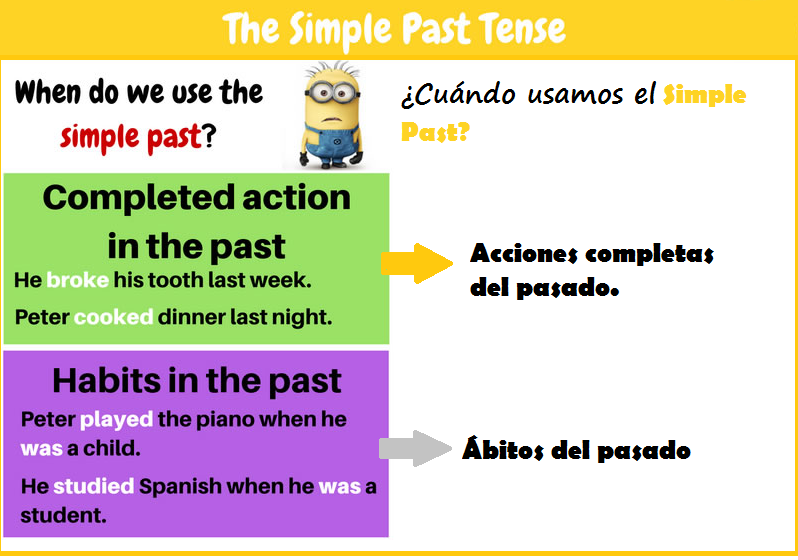 The Simple Past Tense
When do we use the
simple past?
¿Cuándo usamos el Simple
Past?
Completed action
in the past
He broke his tooth last week.
Peter cooked dinner last night.
Acciones completas
del pasado.
Habits in the past
Peter played the piano when he
was a child.
He studied Spanish when he was a
student.
Ábitos del pasado